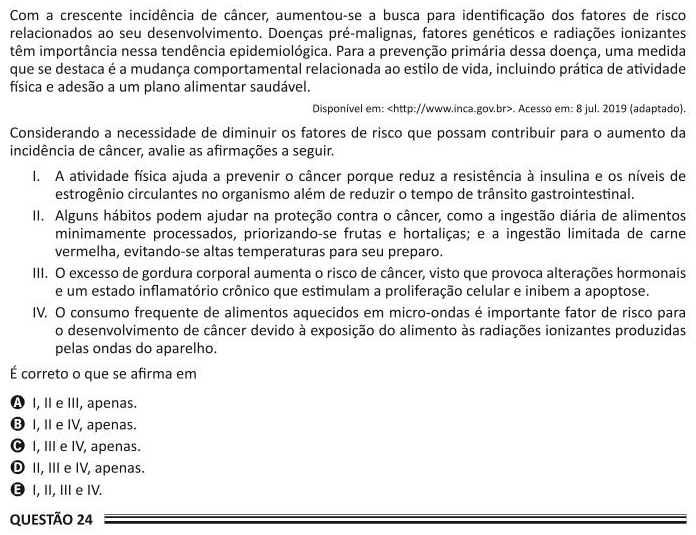 Com a crescente incidência de câncer, aumentou-se a busca para identificação dos fatores de risco
relacionados ao seu desenvolvimento. Doenças pré-malignas, fatores genéticos e radiações ionizantes
têm importância nessa tendência epidemiológica. Para a prevenção primária dessa doença, uma medida
que se destaca é a mudança comportamental relacionada ao estilo de vida, incluindo prática de atividade
física e adesão a um plano alimentar saudável.
Disponível em: <http://www.inca.gov.br>. Acesso em: 8 jul. 2019 (adaptado).
Considerando a necessidade de diminuir os fatores de risco que possam contribuir para o aumento da
incidência de câncer, avalie as afirmações a seguir.
I. A atividade física ajuda a prevenir o câncer porque reduz a resistência à insulina e os níveis de
estrogênio circulantes no organismo além de reduzir o tempo de trânsito gastrointestinal.
II. Alguns hábitos podem ajudar na proteção contra o câncer, como a ingestão diária de alimentos
minimamente processados, priorizando-se frutas e hortaliças; e a ingestão limitada de carne
vermelha, evitando-se altas temperaturas para seu preparo.
III. O excesso de gordura corporal aumenta o risco de câncer, visto que provoca alterações hormonais
e um estado inflamatório crônico que estimulam a proliferação celular e inibem a apoptose.
IV. O consumo frequente de alimentos aquecidos em micro-ondas é importante fator de risco para
o desenvolvimento de câncer devido à exposição do alimento às radiações ionizantes produzidas
pelas ondas do aparelho.
É correto o que se afirma em
A I, II e III, apenas.
B I, II e IV, apenas.
C I, III e IV, apenas.
D II, III e IV, apenas.
E I, II, III e IV.
QUESTÃO 24